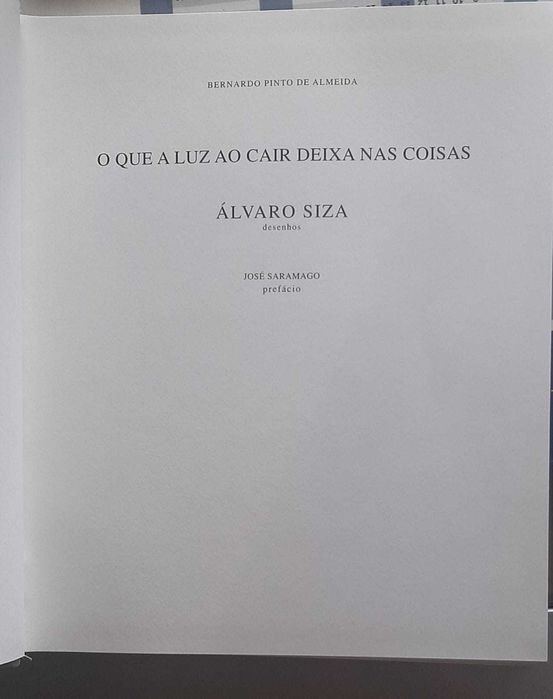 BERNARDO PINTO DE ALMEIDA
O QUE A LUZ AO CAIR DEIXA NAS COISAS
ÁLVARO SIZA
desenhos
JOSÉ SARAMAGO
prefácio